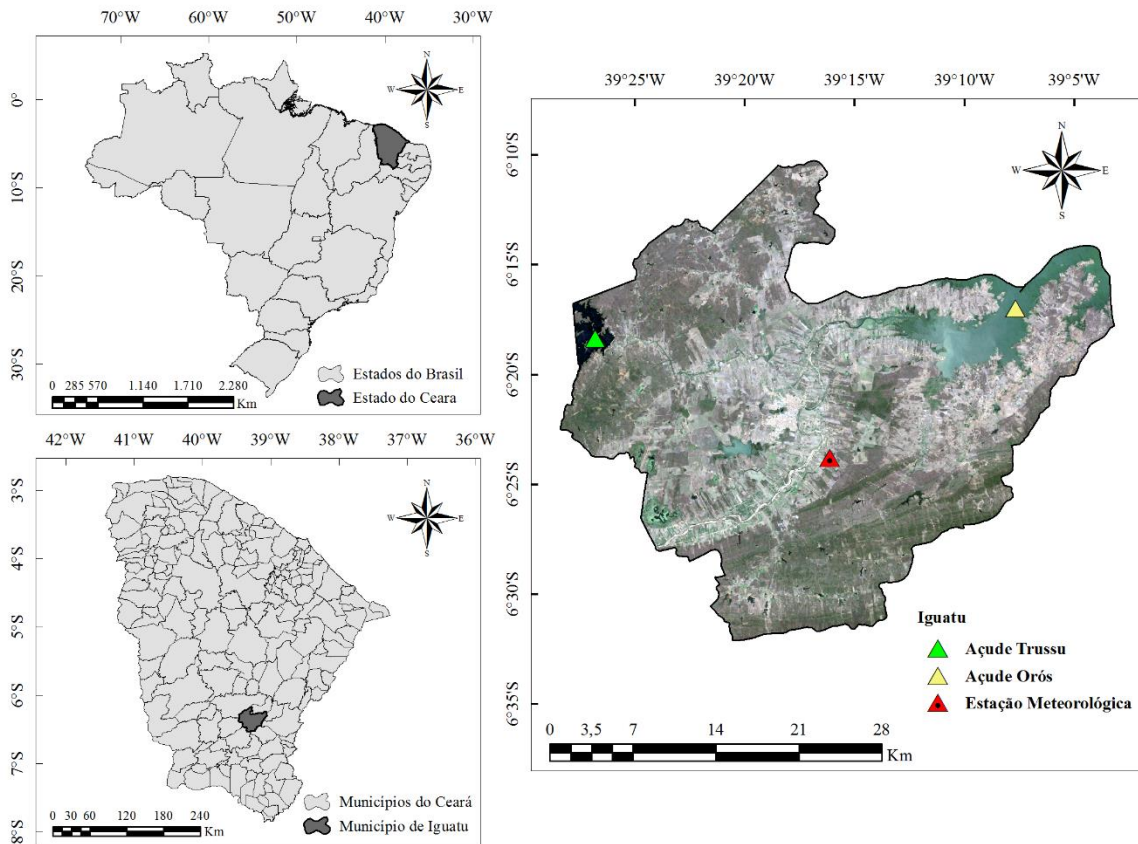 70°W 60°W 50°W 40°W 30°W
0°
10°S
20°S
30°S
N
W E
S
0 285 570 1.140 1.710 2.280
Km
Estados do Brasil
Estado do Ceara
42°W 41°W 40°W 39°W 38°W 37°W 36°W
3°S
4°S
5°S
6°S
7°S
8°S
N
W E
S
0 30 60 120 180 240
Km
Municípios do Ceará
Município de Iguatu
39°25'W 39°20'W 39°15'W 39°10'W 39°5'W
6°10'S
6°15'S
6°20'S
6°25'S
6°30'S
6°35'S
N
W E
S
Iguatu
Açude Trussu
Açude Orós
Estação Meteorológica
0 3,5 7 14 21 28
Km